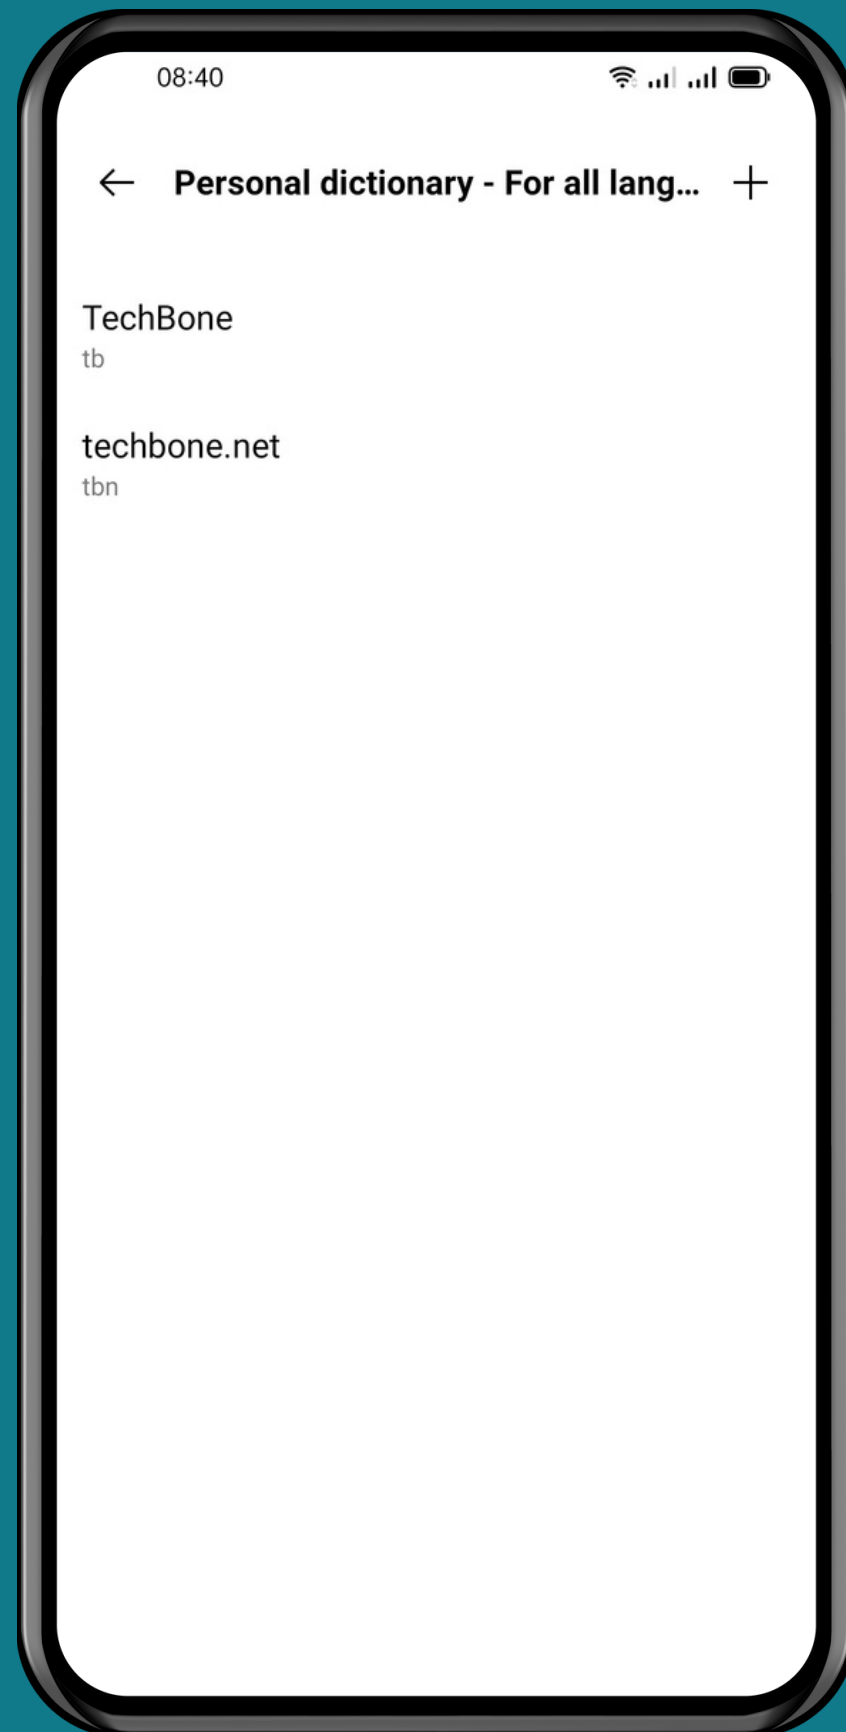 08:40
Personal dictionary - For all lang...
TechBone
tb
techbone.net
tbn